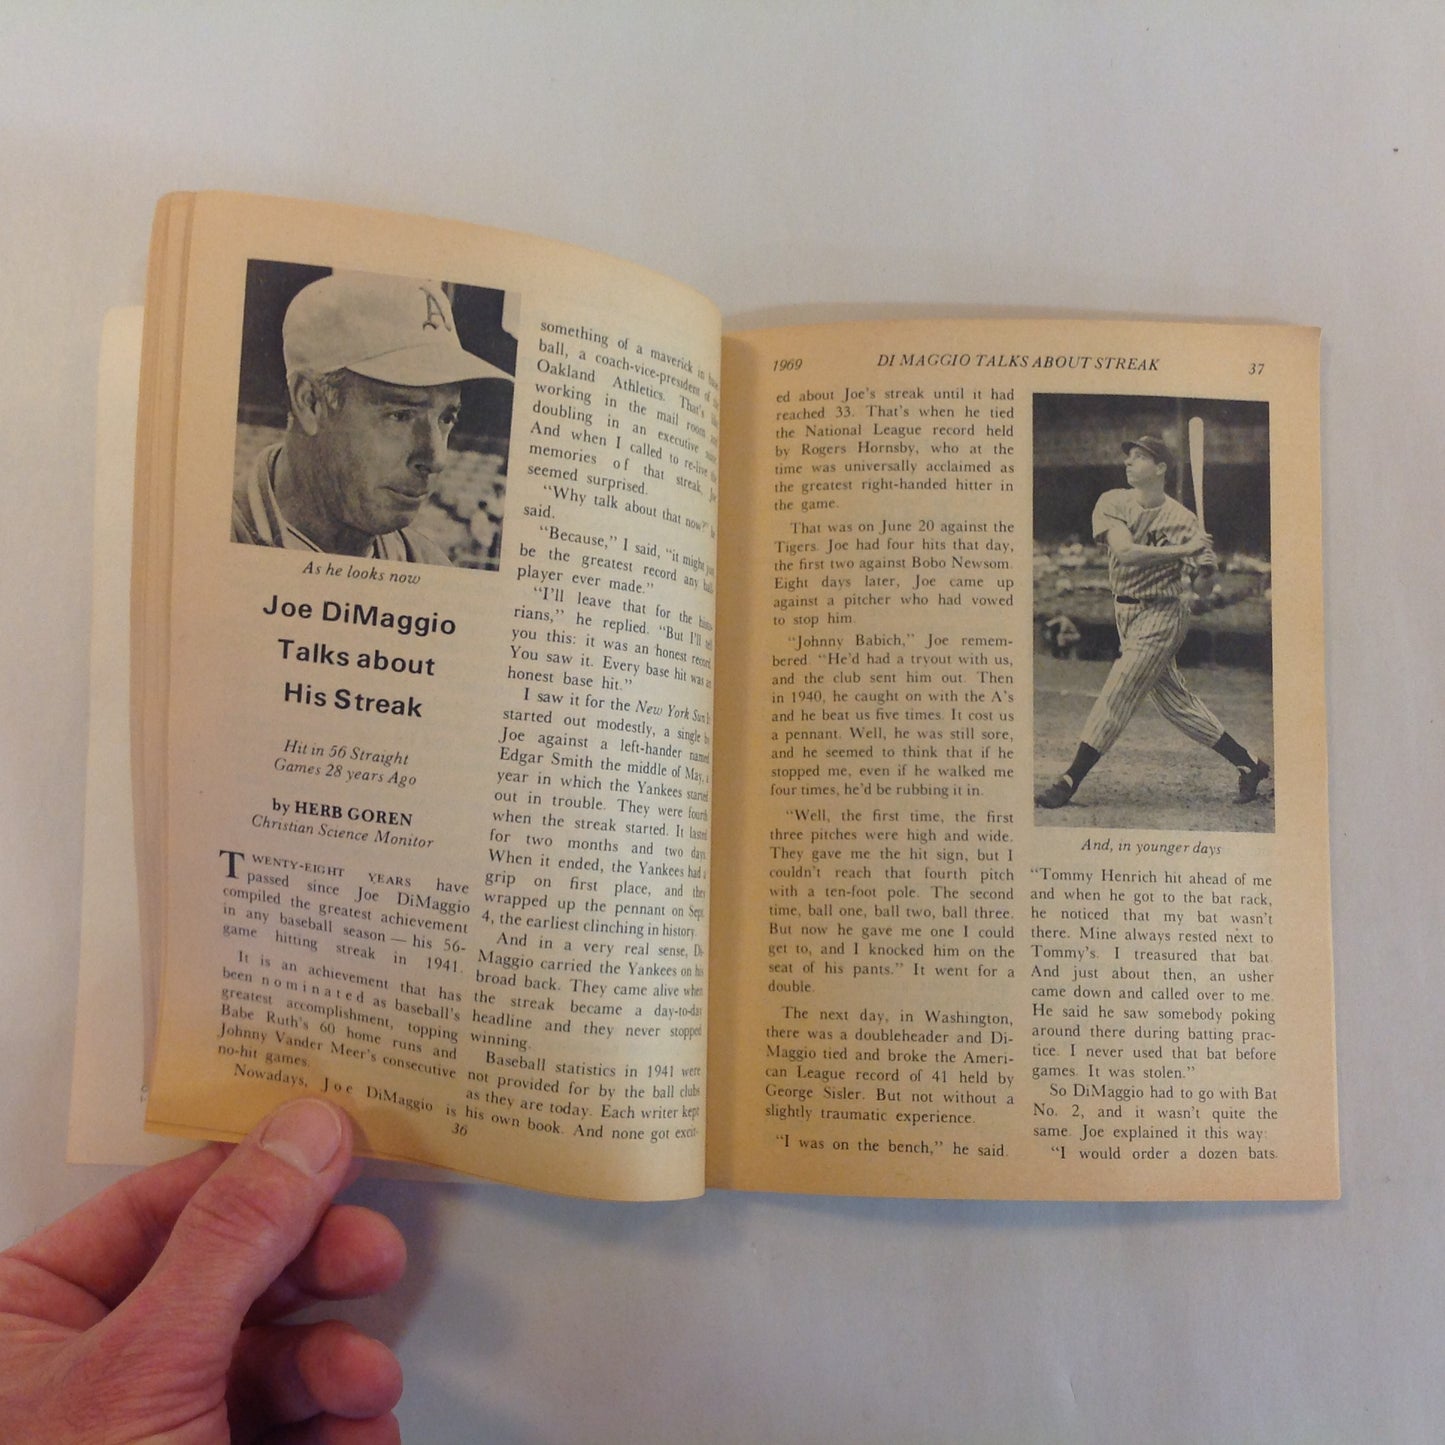 A
As he looks now
Joe DiMaggio
Talks about
His Streak
Hit in 56 Straight
Games 28 years Ago
by HERB GOREN
Christian Science Monitor
TWENTY-EIGHT YEARS have
passed since Joe DiMaggio
compiled the greatest achievement
in any baseball season — his 56-
game hitting streak in 1941.
It is an achievement that has
been nominated as baseball's
greatest accomplishment, topping
Babe Ruth's 60 home runs and
Johnny Vander Meer's consecutive
no-hit games.
Nowadays, Joe DiMaggio is
something of a maverick in
ball, a coach-vice-president of
Oakland Athletics. That's
working in the mail room
doubling in an executive
And when I called to re-live
memories of that streak, Joe
seemed surprised.
"Why talk about that now?" he
said.
"Because," I said, "it might just
be the greatest record any ball
player ever made."
"I'll leave that for the histo-
rians," he replied. "But I'll tell
you this: it was an honest record.
You saw it. Every base hit was an
honest base hit."
I saw it for the New York Sun. It
started out modestly, a single by
Joe against a left-hander named
Edgar Smith the middle of May, a
year in which the Yankees started
out in trouble. They were fourth
when the streak started. It lasted
for two months and two days.
When it ended, the Yankees had a
grip on first place, and they
wrapped up the pennant on Sept.
4, the earliest clinching in history.
And in a very real sense, Di-
Maggio carried the Yankees on his
broad back. They came alive when
the streak became a day-to-day
headline and they never stopped
winning.
Baseball statistics in 1941 were
not provided for by the ball clubs
as they are today. Each writer kept
his own book. And none got excit-
36
1969 DI MAGGIO TALKS ABOUT STREAK 37
ed about Joe's streak until it had
reached 33. That's when he tied
the National League record held
by Rogers Hornsby, who at the
time was universally acclaimed as
the greatest right-handed hitter in
the game.
That was on June 20 against the
Tigers. Joe had four hits that day,
the first two against Bobo Newsom.
Eight days later, Joe came up
against a pitcher who had vowed
to stop him.
"Johnny Babich," Joe remem-
bered. "He'd had a tryout with us,
and the club sent him out. Then
in 1940, he caught on with the A's
and he beat us five times. It cost us
a pennant. Well, he was still sore,
and he seemed to think that if he
stopped me, even if he walked me
four times, he'd be rubbing it in.
"Well, the first time, the first
three pitches were high and wide.
They gave me the hit sign, but I
couldn't reach that fourth pitch
with a ten-foot pole. The second
time, ball one, ball two, ball three.
But now he gave me one I could
get to, and I knocked him on the
seat of his pants." It went for a
double.
The next day, in Washington,
there was a doubleheader and Di-
Maggio tied and broke the Ameri-
can League record of 41 held by
George Sisler. But not without a
slightly traumatic experience.
"I was on the bench," he said.
And, in younger days
"Tommy Henrich hit ahead of me
and when he got to the bat rack,
he noticed that my bat wasn't
there. Mine always rested next to
Tommy's. I treasured that bat.
And just about then, an usher
came down and called over to me.
He said he saw somebody poking
around there during batting prac-
tice. I never used that bat before
games. It was stolen."
So DiMaggio had to go with Bat
No. 2, and it wasn't quite the
same. Joe explained it this way:
"I would order a dozen bats.